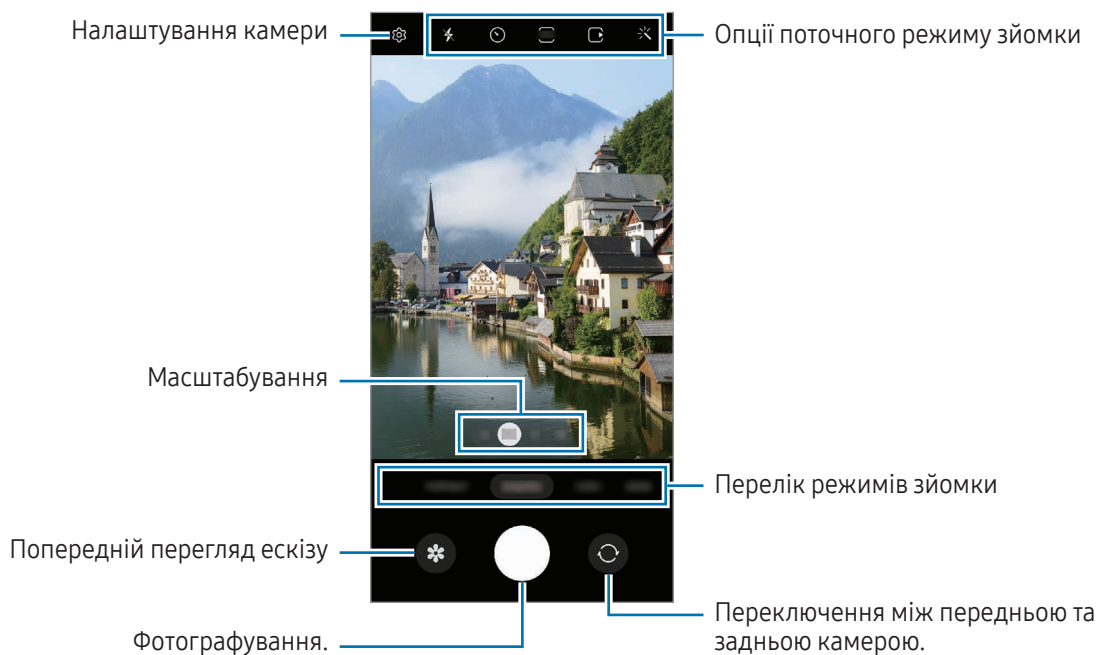 Налаштування камери
Опції поточного режиму зйомки
Масштабування
Перелік режимів зйомки
Попередній перегляд ескізу
Переключення між передньою та
задньою камерою.
Фотографування.